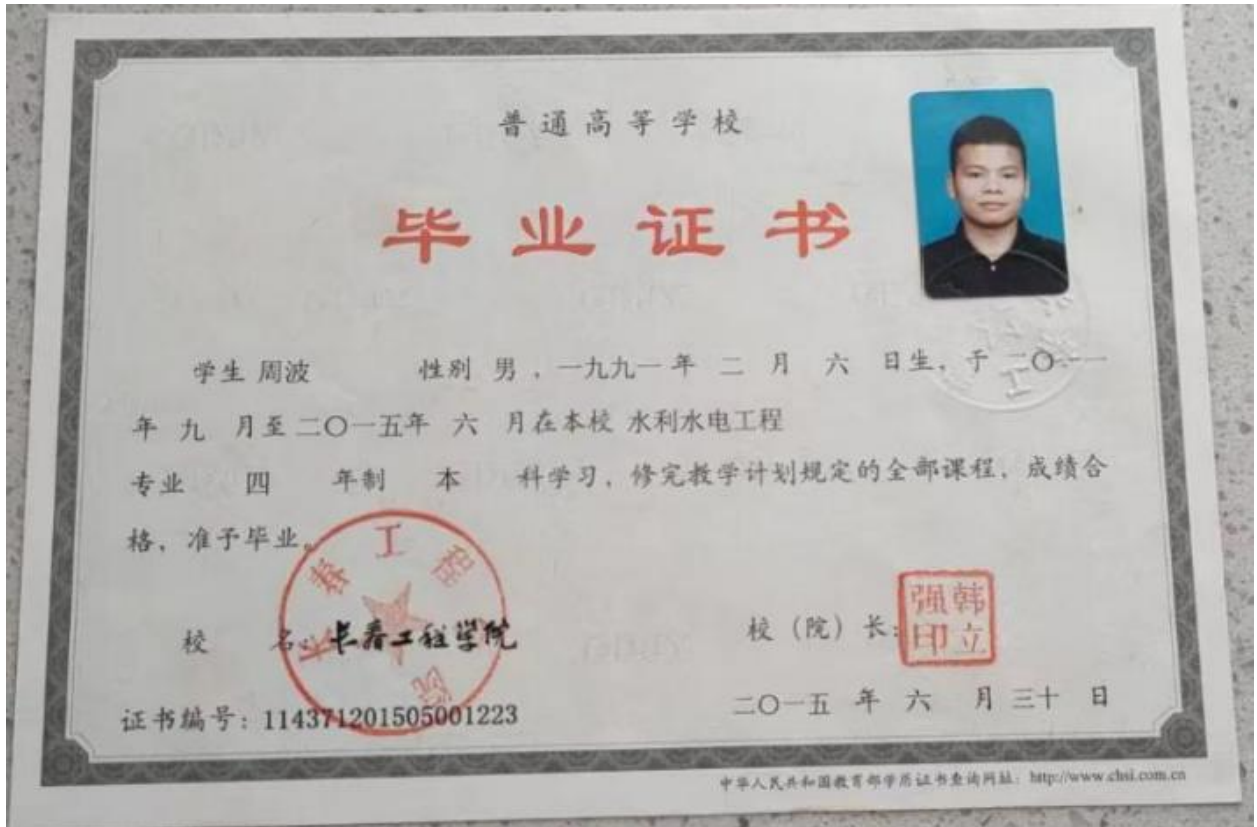 普通高等学校
毕业证书
学生 周波 性别 男，一九九一年 二 月 六 日生，于 二〇一一
年 九 月至二〇一五年 六 月在本校 水利水电工程
专业 四 年制 本 科学习，修完教学计划规定的全部课程，成绩合
格，准予毕业。
长春工程学院
校 名：长春工程学院
校（院）长：
韩立强印
证书编号：114371201505001223
二〇一五 年 六 月 三十 日
中华人民共和国教育部学历证书查询网址：http://www.chsi.com.cn